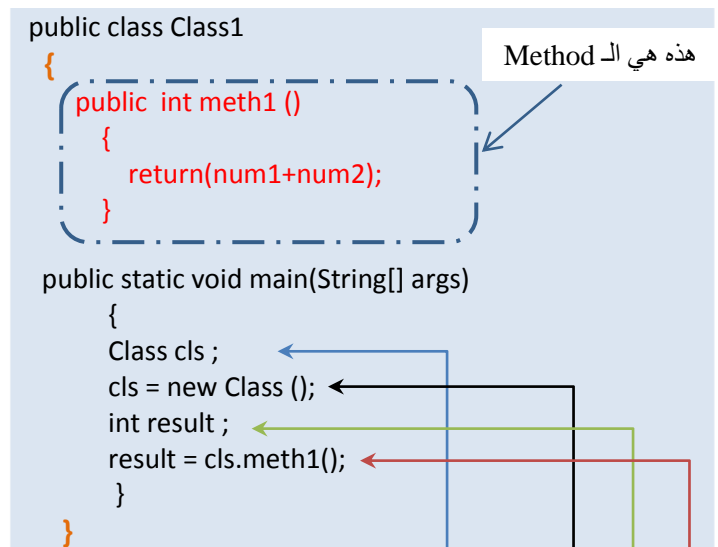 public class Class1
{
هذه هي الـ Method
public int meth1 ()
{
return(num1+num2);
}
public static void main(String[] args)
{
Class cls ;
cls = new Class ();
int result ;
result = cls.meth1();
}
}